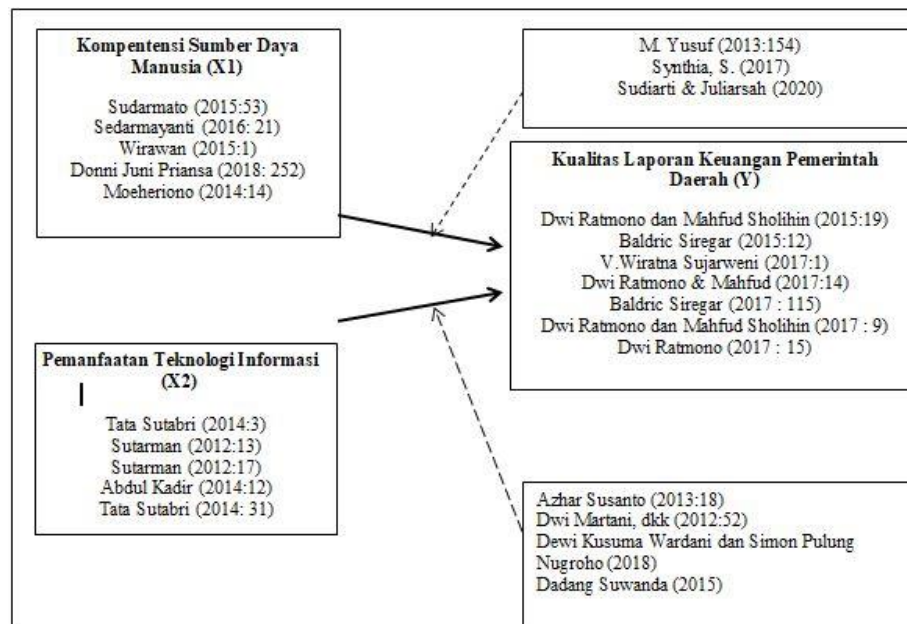 Kompentensi Sumber Daya
Manusia (X1)
Sudarmato (2015:53)
Sedarmayanti (2016: 21)
Wirawan (2015:1)
Donni Juni Priansa (2018: 252)
Moeheriono (2014:14)
M. Yusuf (2013:154)
Synthia, S. (2017)
Sudiarti & Juliarsah (2020)
Kualitas Laporan Keuangan Pemerintah
Daerah (Y)
Dwi Ratmono dan Mahfud Sholihin (2015:19)
Baldric Siregar (2015:12)
V.Wiratna Sujarweni (2017:1)
Dwi Ratmono & Mahfud (2017:14)
Baldric Siregar (2017 : 115)
Dwi Ratmono dan Mahfud Sholihin (2017 : 9)
Dwi Ratmono (2017 : 15)
Pemanfaatan Teknologi Informasi
(X2)
Tata Sutabri (2014:3)
Sutarman (2012:13)
Sutarman (2012:17)
Abdul Kadir (2014:12)
Tata Sutabri (2014: 31)
Azhar Susanto (2013:18)
Dwi Martani, dkk (2012:52)
Dewi Kusuma Wardani dan Simon Pulung
Nugroho (2018)
Dadang Suwanda (2015)